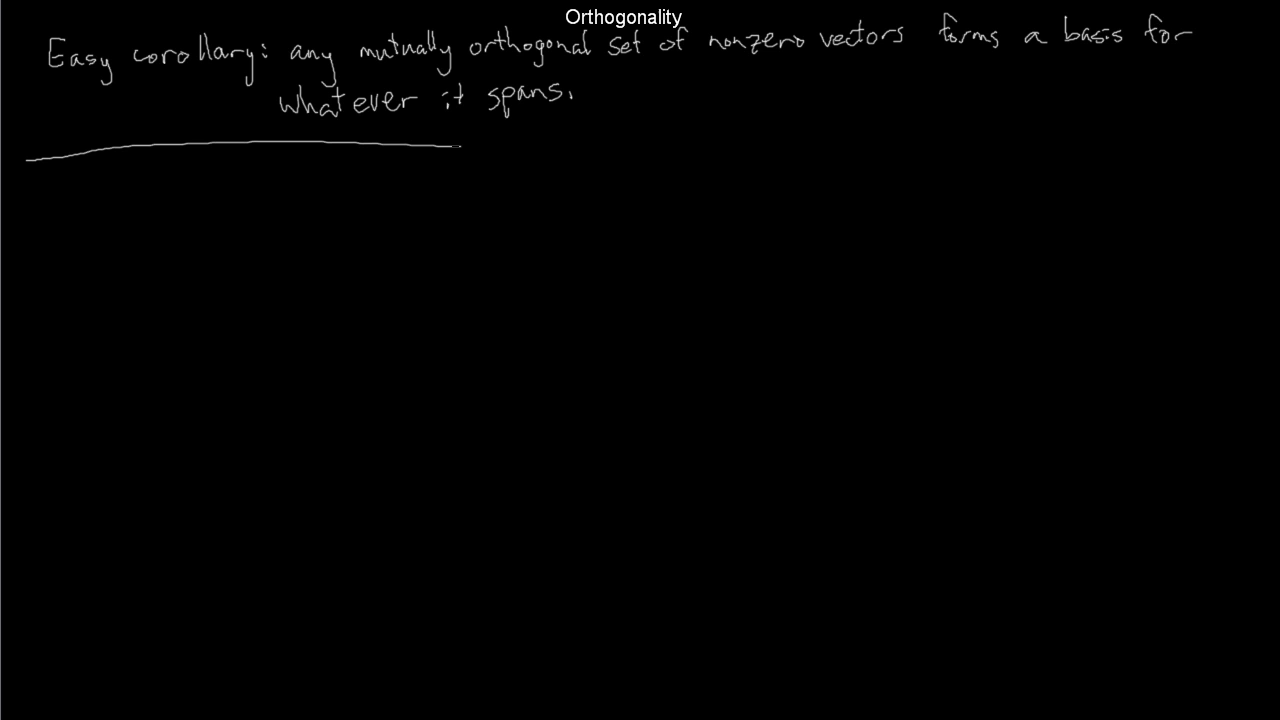 Orthogonality
Easy corollary: any mutually orthogonal set of nonzero vectors forms a basis for
whatever it spans.